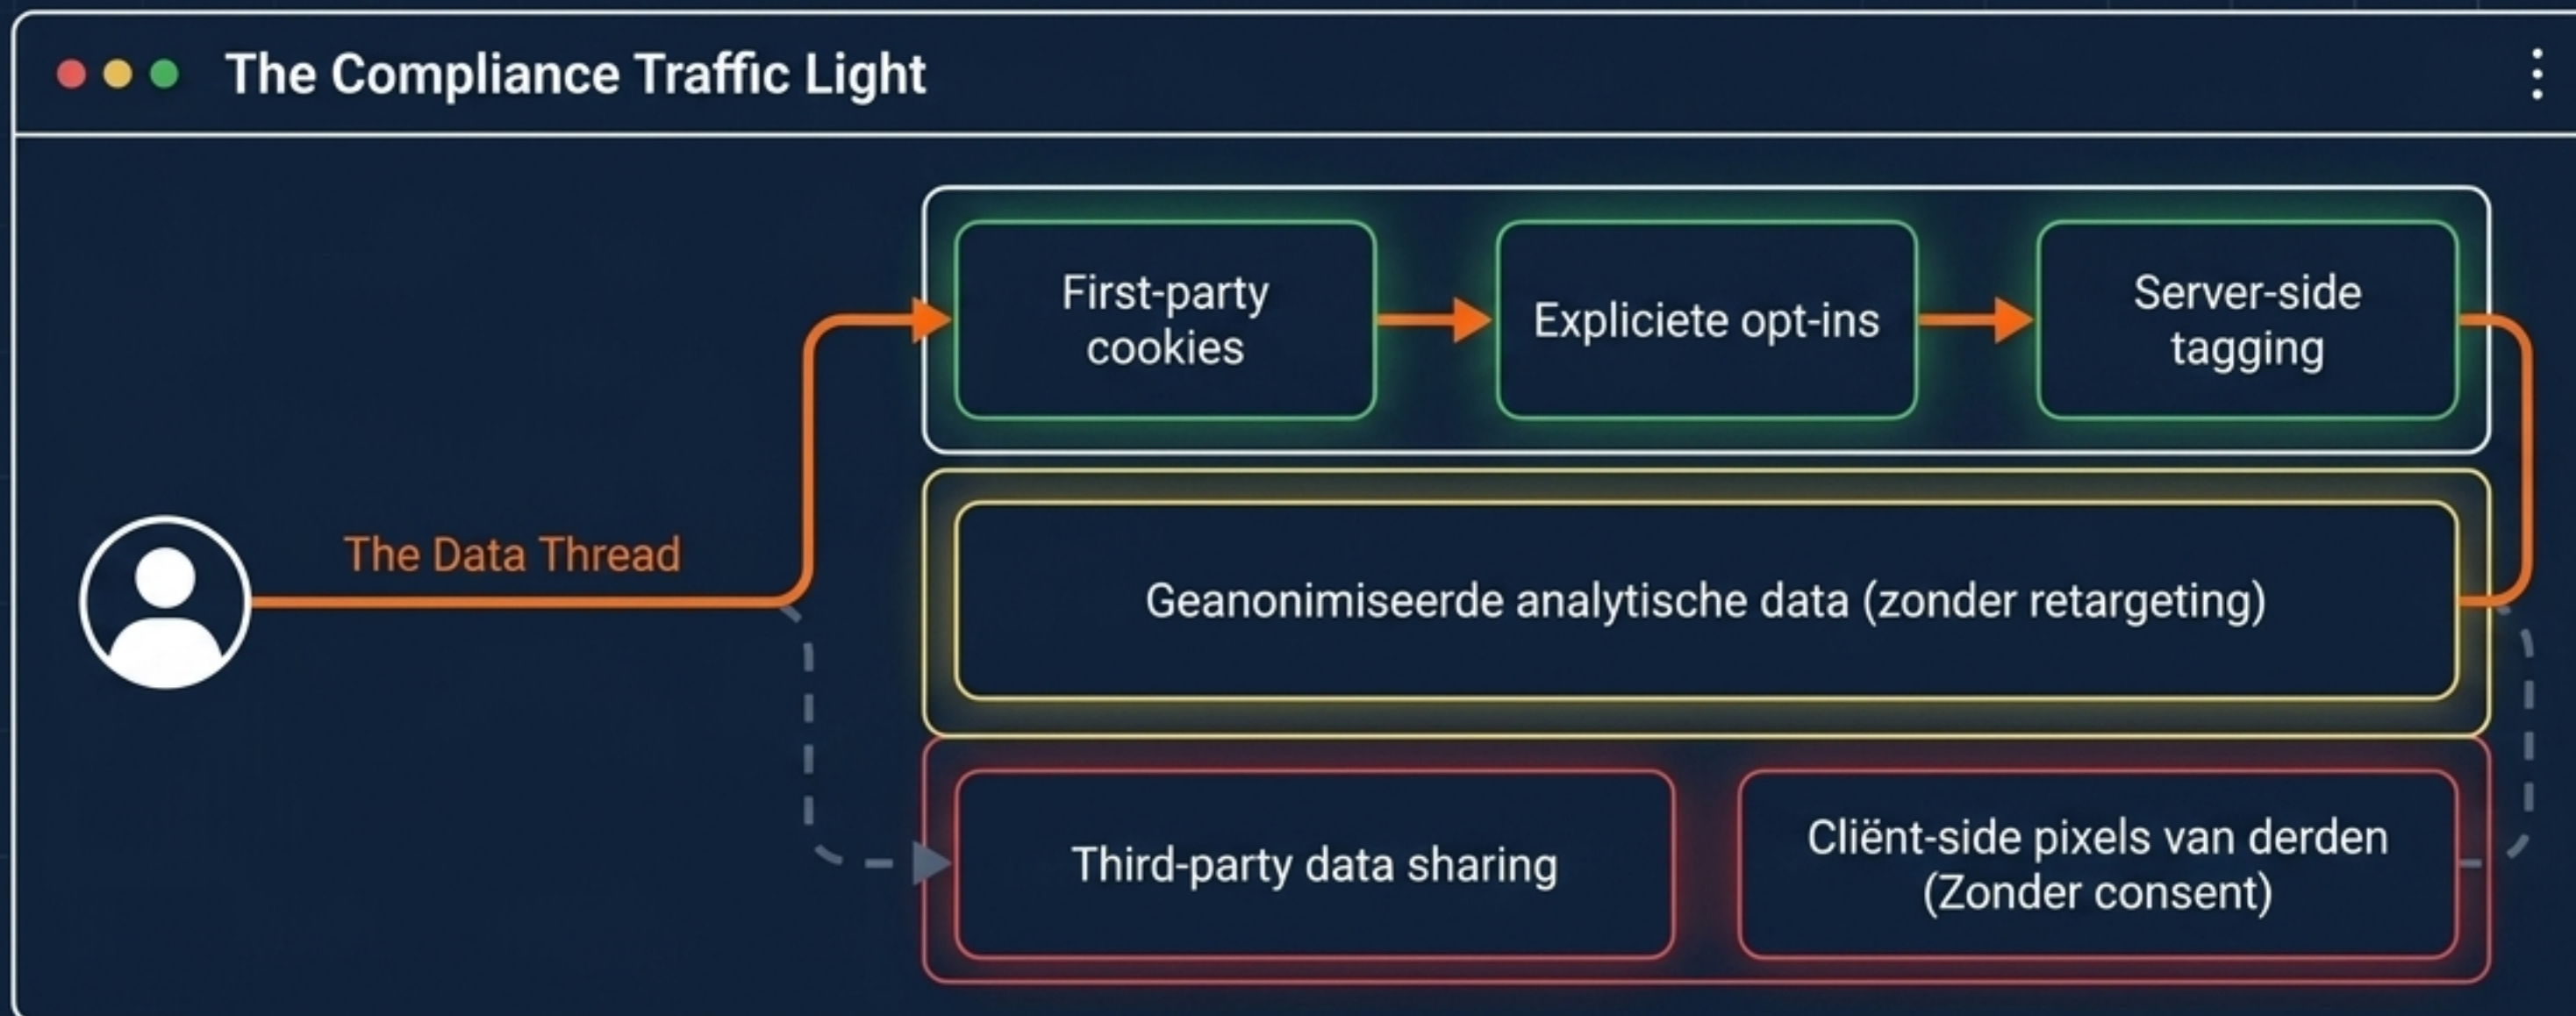 The Compliance Traffic Light
First-party
cookies
Expliciete opt-ins
Server-side
tagging
The Data Thread
Geanonimiseerde analytische data (zonder retargeting)
Third-party data sharing
Cliënt-side pixels van derden
(Zonder consent)